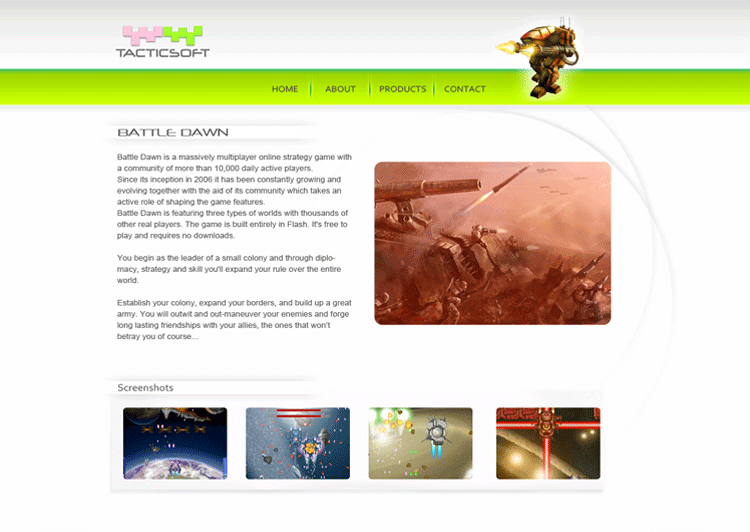 TACTICSOFT
HOME ABOUT PRODUCTS CONTACT
BATTLE DAWN
Battle Dawn is a massively multiplayer online strategy game with
a community of more than 10,000 daily active players.
Since its inception in 2006 it has been constantly growing and
evolving together with the aid of its community which takes an
active role of shaping the game features.
Battle Dawn is featuring three types of worlds with thousands of
other real players. The game is built entirely in Flash. It's free to
play and requires no downloads.
You begin as the leader of a small colony and through diplo-
macy, strategy and skill you'll expand your rule over the entire
world.
Establish your colony, expand your borders, and build up a great
army. You will outwit and out-maneuver your enemies and forge
long lasting friendships with your allies, the ones that won't
betray you of course...
Screenshots